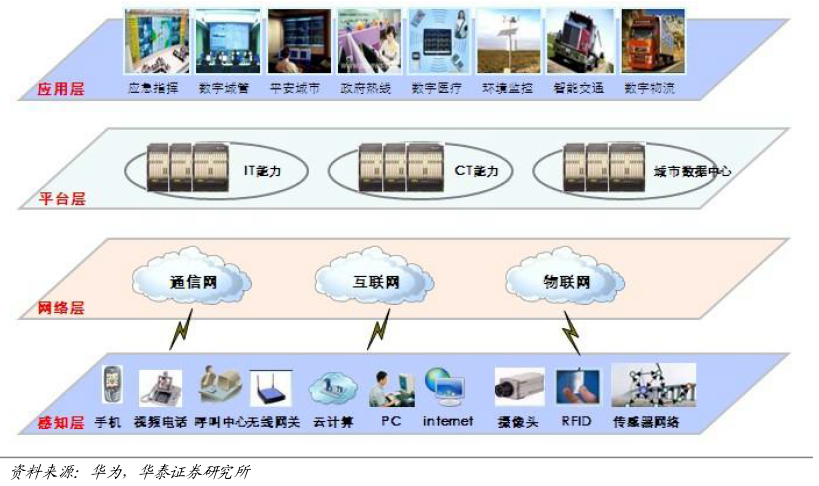 应急指挥 数字城管 平安城市 政府热线 数字医疗 环境监控 智能交通 数字物流
应用层
IT能力 CT能力 城市数据中心
平台层
通信网 互联网 物联网
网络层
感知层 手机 视频电话 呼叫中心 无线网关 云计算 PC internet 摄像头 RFID 传感器网络
资料来源：华为，华泰证券研究所